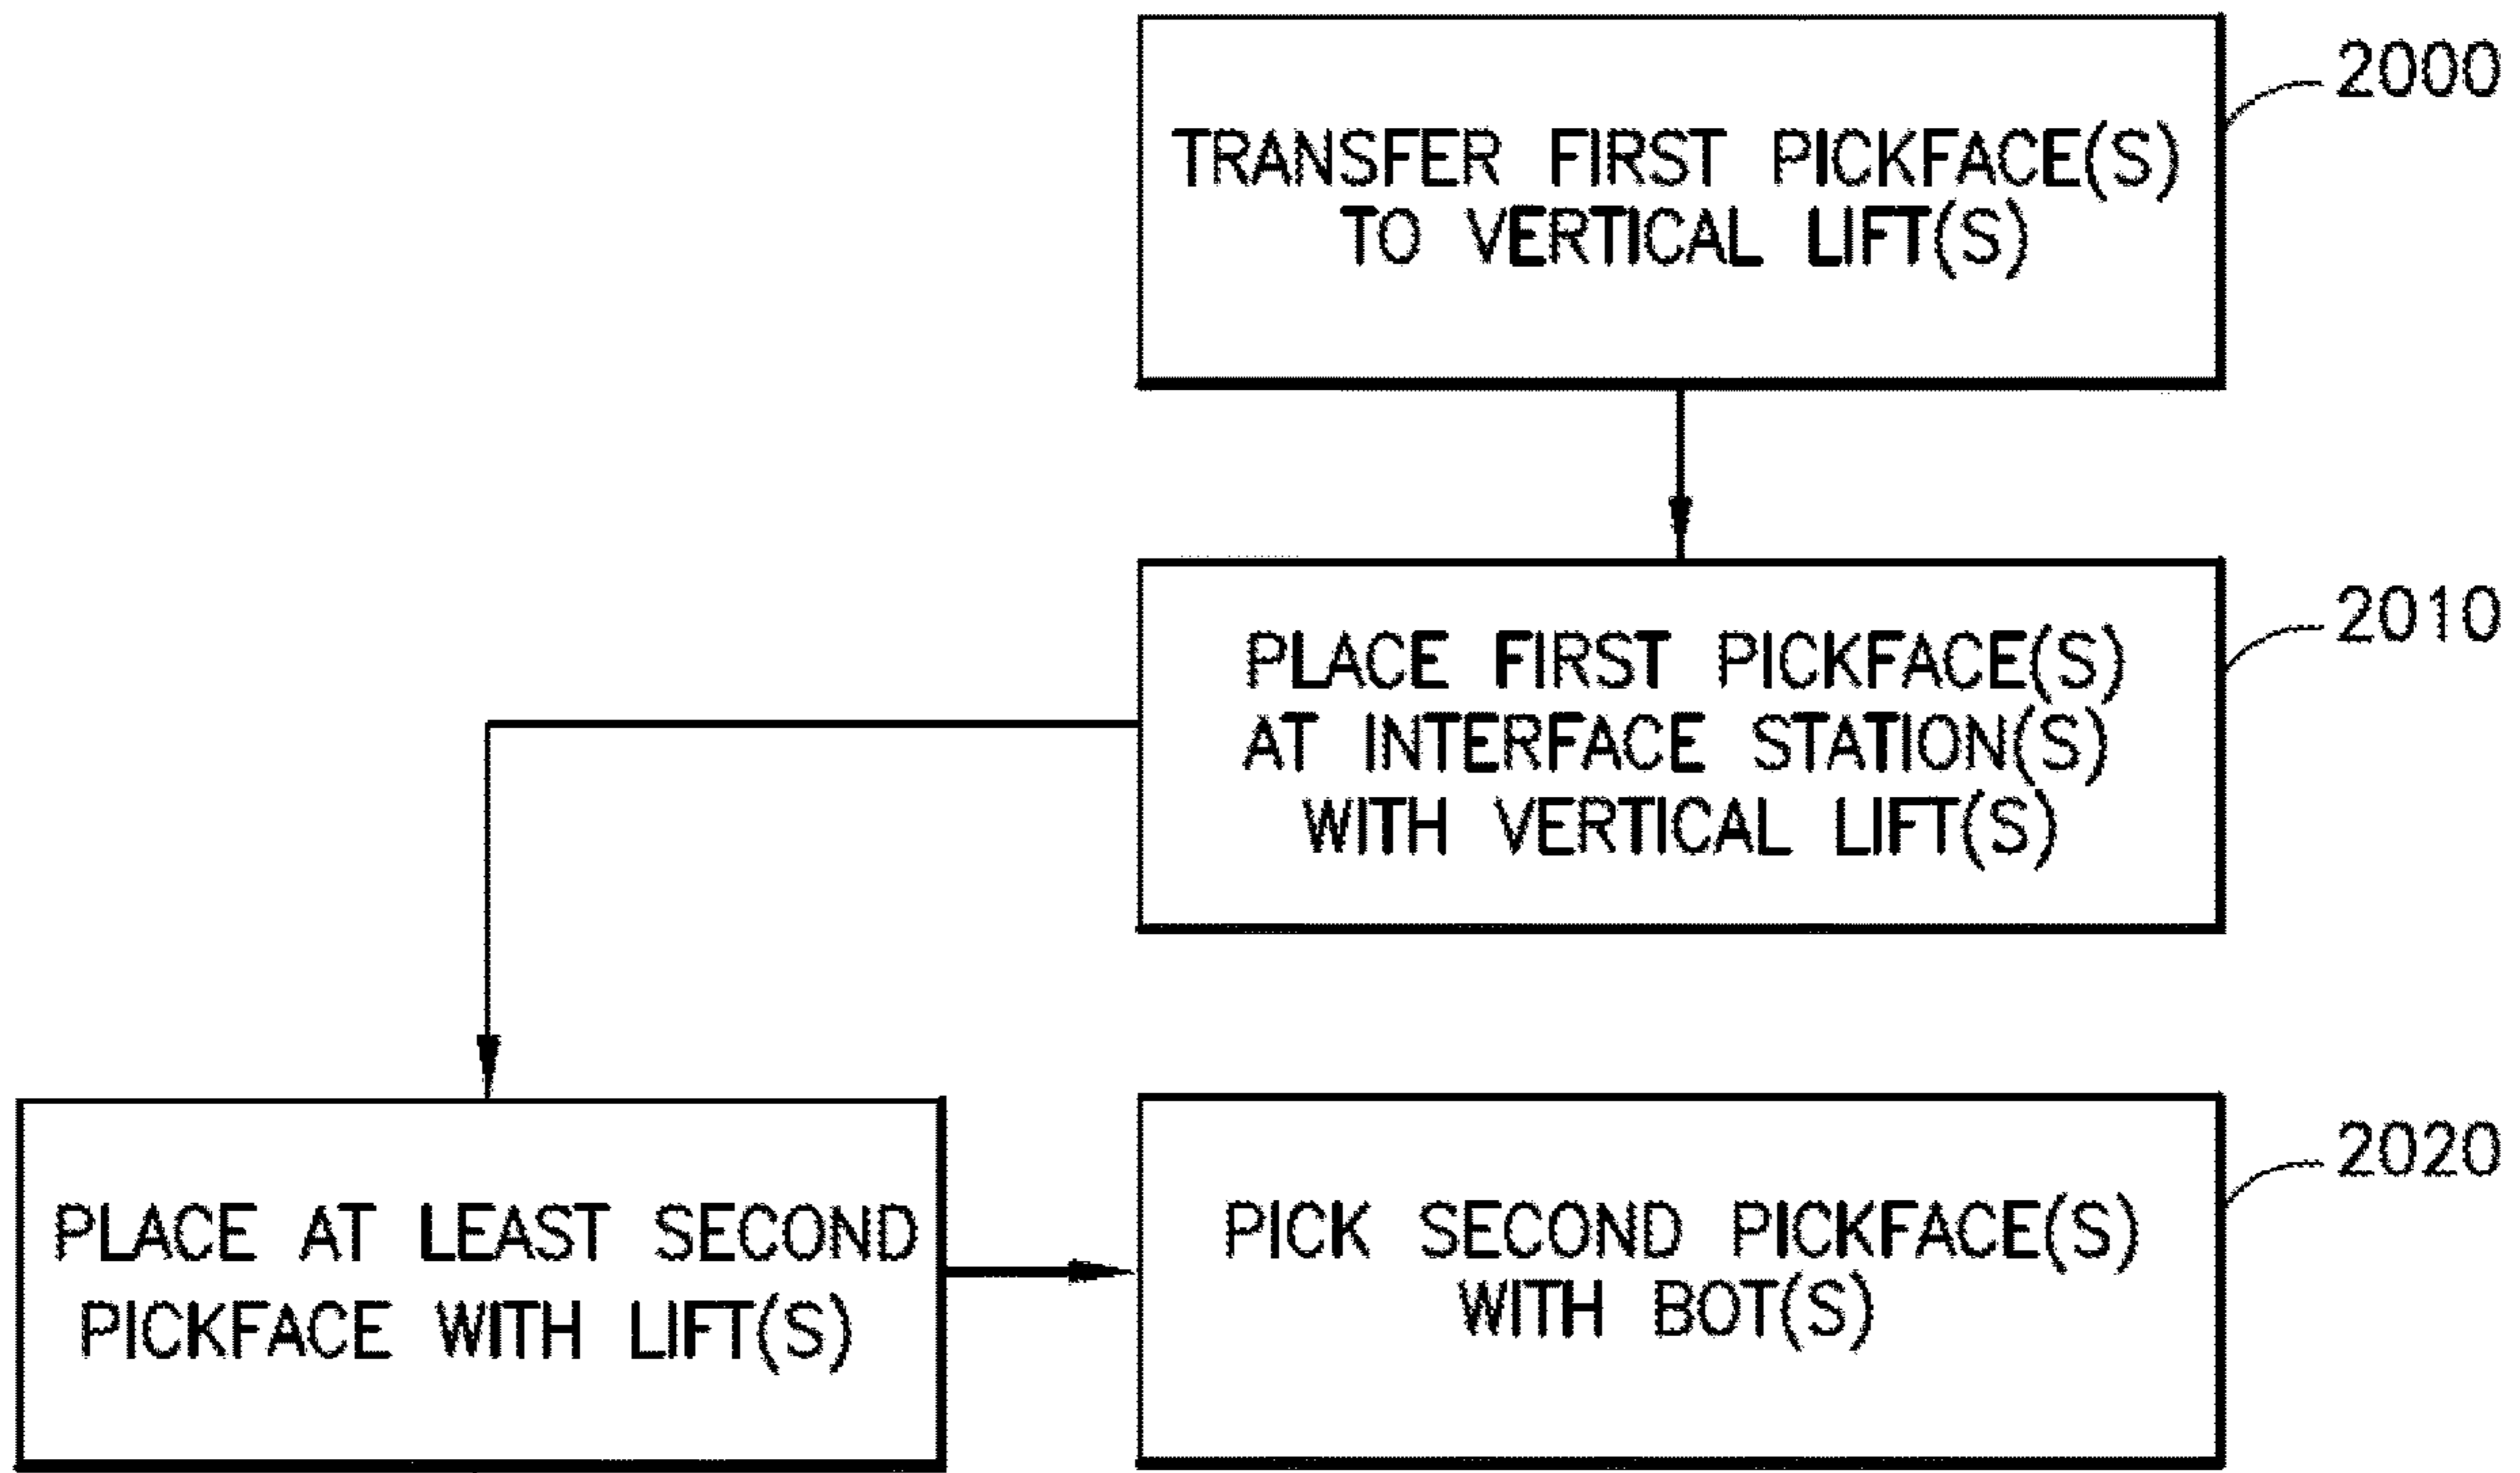 2000
TRANSFER FIRST PICKFACE(S)
TO VERTICAL LIFT(S)
2010
PLACE FIRST PICKFACE(S)
AT INTERFACE STATION(S)
WITH VERTICAL LIFT(S)
PLACE AT LEAST SECOND
PICKFACE WITH LIFT(S)
2020
PICK SECOND PICKFACE(S)
WITH BOT(S)